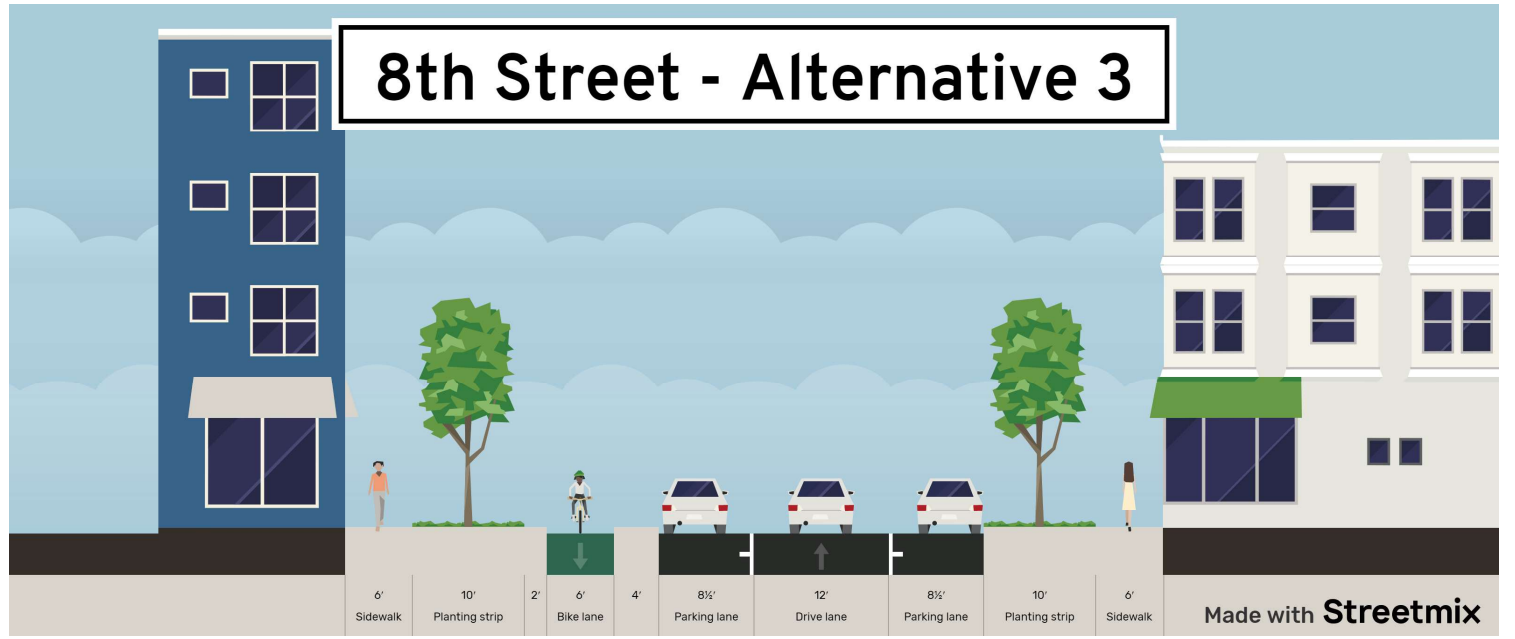 8th Street - Alternative 3
6′ 10′ 2′ 6′ 4′ 8½′ 12′ 8½′ 10′ 6′
Sidewalk Planting strip Bike lane Parking lane Drive lane Parking lane Planting strip Sidewalk
Made with Streetmix